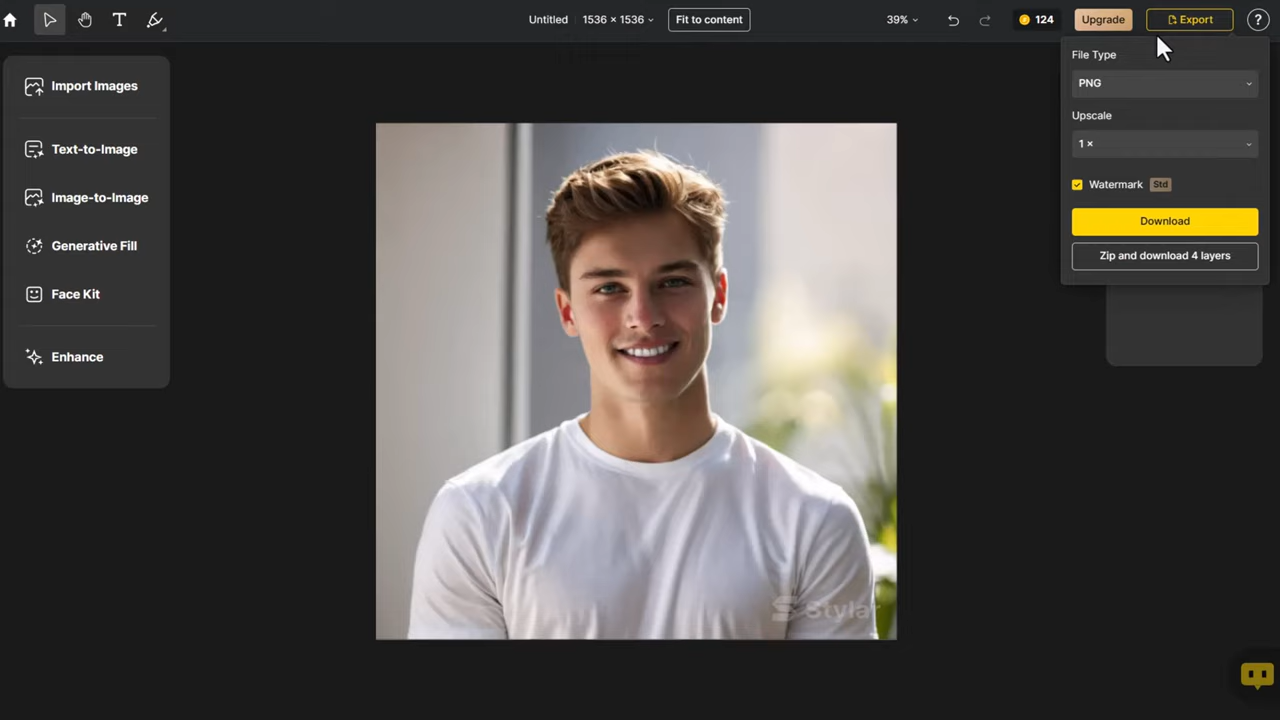 Untitled 1536 × 1536 Fit to content 39% 124 Upgrade Export ?
Import Images
Text-to-Image
Image-to-Image
Generative Fill
Face Kit
Enhance
File Type
PNG
Upscale
1 ×
Watermark Std
Download
Zip and download 4 layers
Stylar